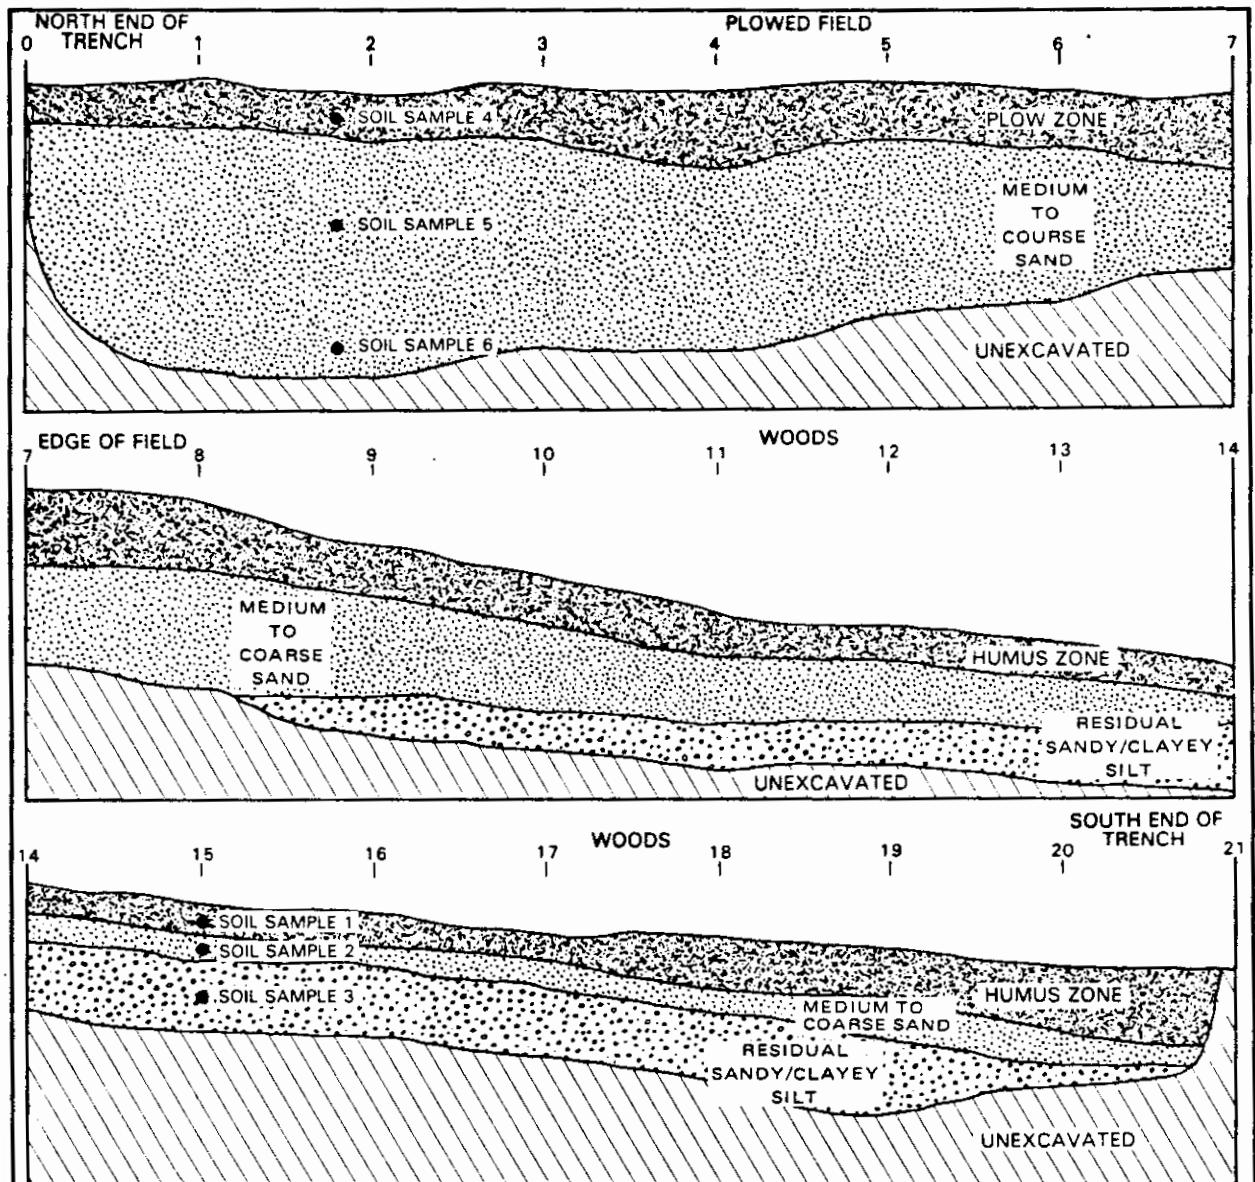 NORTH END OF
TRENCH
PLOWED FIELD
0 1 2 3 4 5 6 7
SOIL SAMPLE 4
PLOW ZONE
SOIL SAMPLE 5
MEDIUM
TO
COURSE
SAND
SOIL SAMPLE 6
UNEXCAVATED
EDGE OF FIELD
WOODS
7 8 9 10 11 12 13 14
MEDIUM
TO
COARSE
SAND
HUMUS ZONE
RESIDUAL
SANDY/CLAYEY
SILT
UNEXCAVATED
WOODS
SOUTH END OF
TRENCH
14 15 16 17 18 19 20 21
SOIL SAMPLE 1
SOIL SAMPLE 2
SOIL SAMPLE 3
HUMUS ZONE
MEDIUM TO
COARSE SAND
RESIDUAL
SANDY/CLAYEY
SILT
UNEXCAVATED